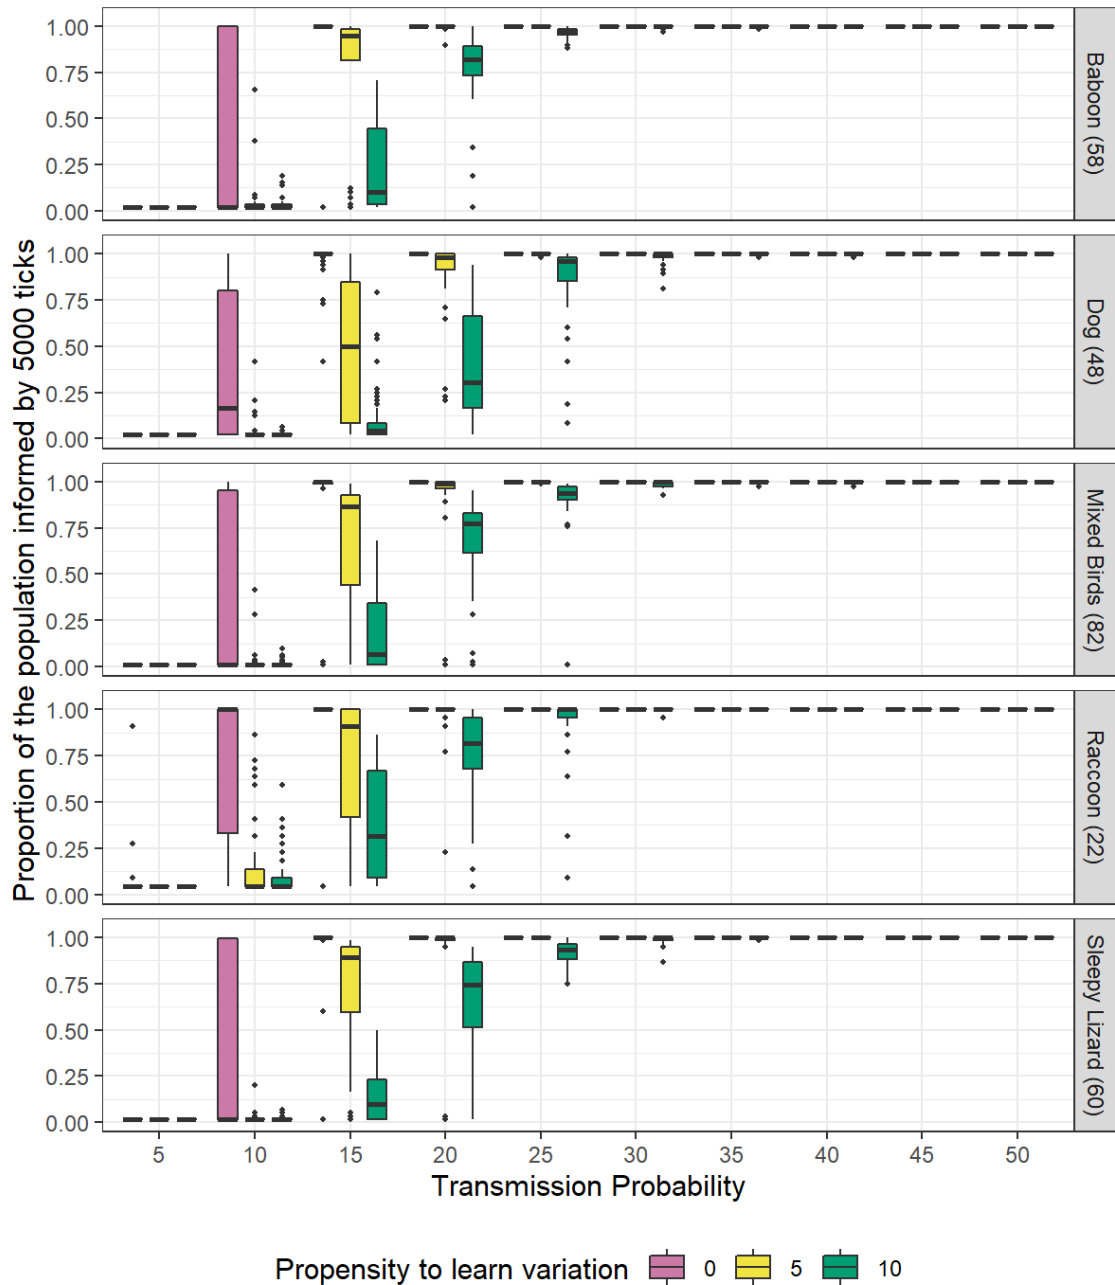 Proportion of the population informed by 5000 ticks
1.00
0.75
0.50
0.25
0.00
Baboon (58)
1.00
0.75
0.50
0.25
0.00
Dog (48)
1.00
0.75
0.50
0.25
0.00
Mixed Birds (82)
1.00
0.75
0.50
0.25
0.00
Raccoon (22)
1.00
0.75
0.50
0.25
0.00
Sleepy Lizard (60)
5 10 15 20 25 30 35 40 45 50
Transmission Probability
Propensity to learn variation 0 5 10